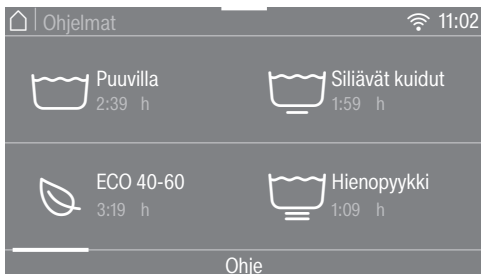 Ohjelmat 11:02
Puuvilla
2:39 h
Siliävät kuidut
1:59 h
ECO 40-60
3:19 h
Hienopyykki
1:09 h
Ohje